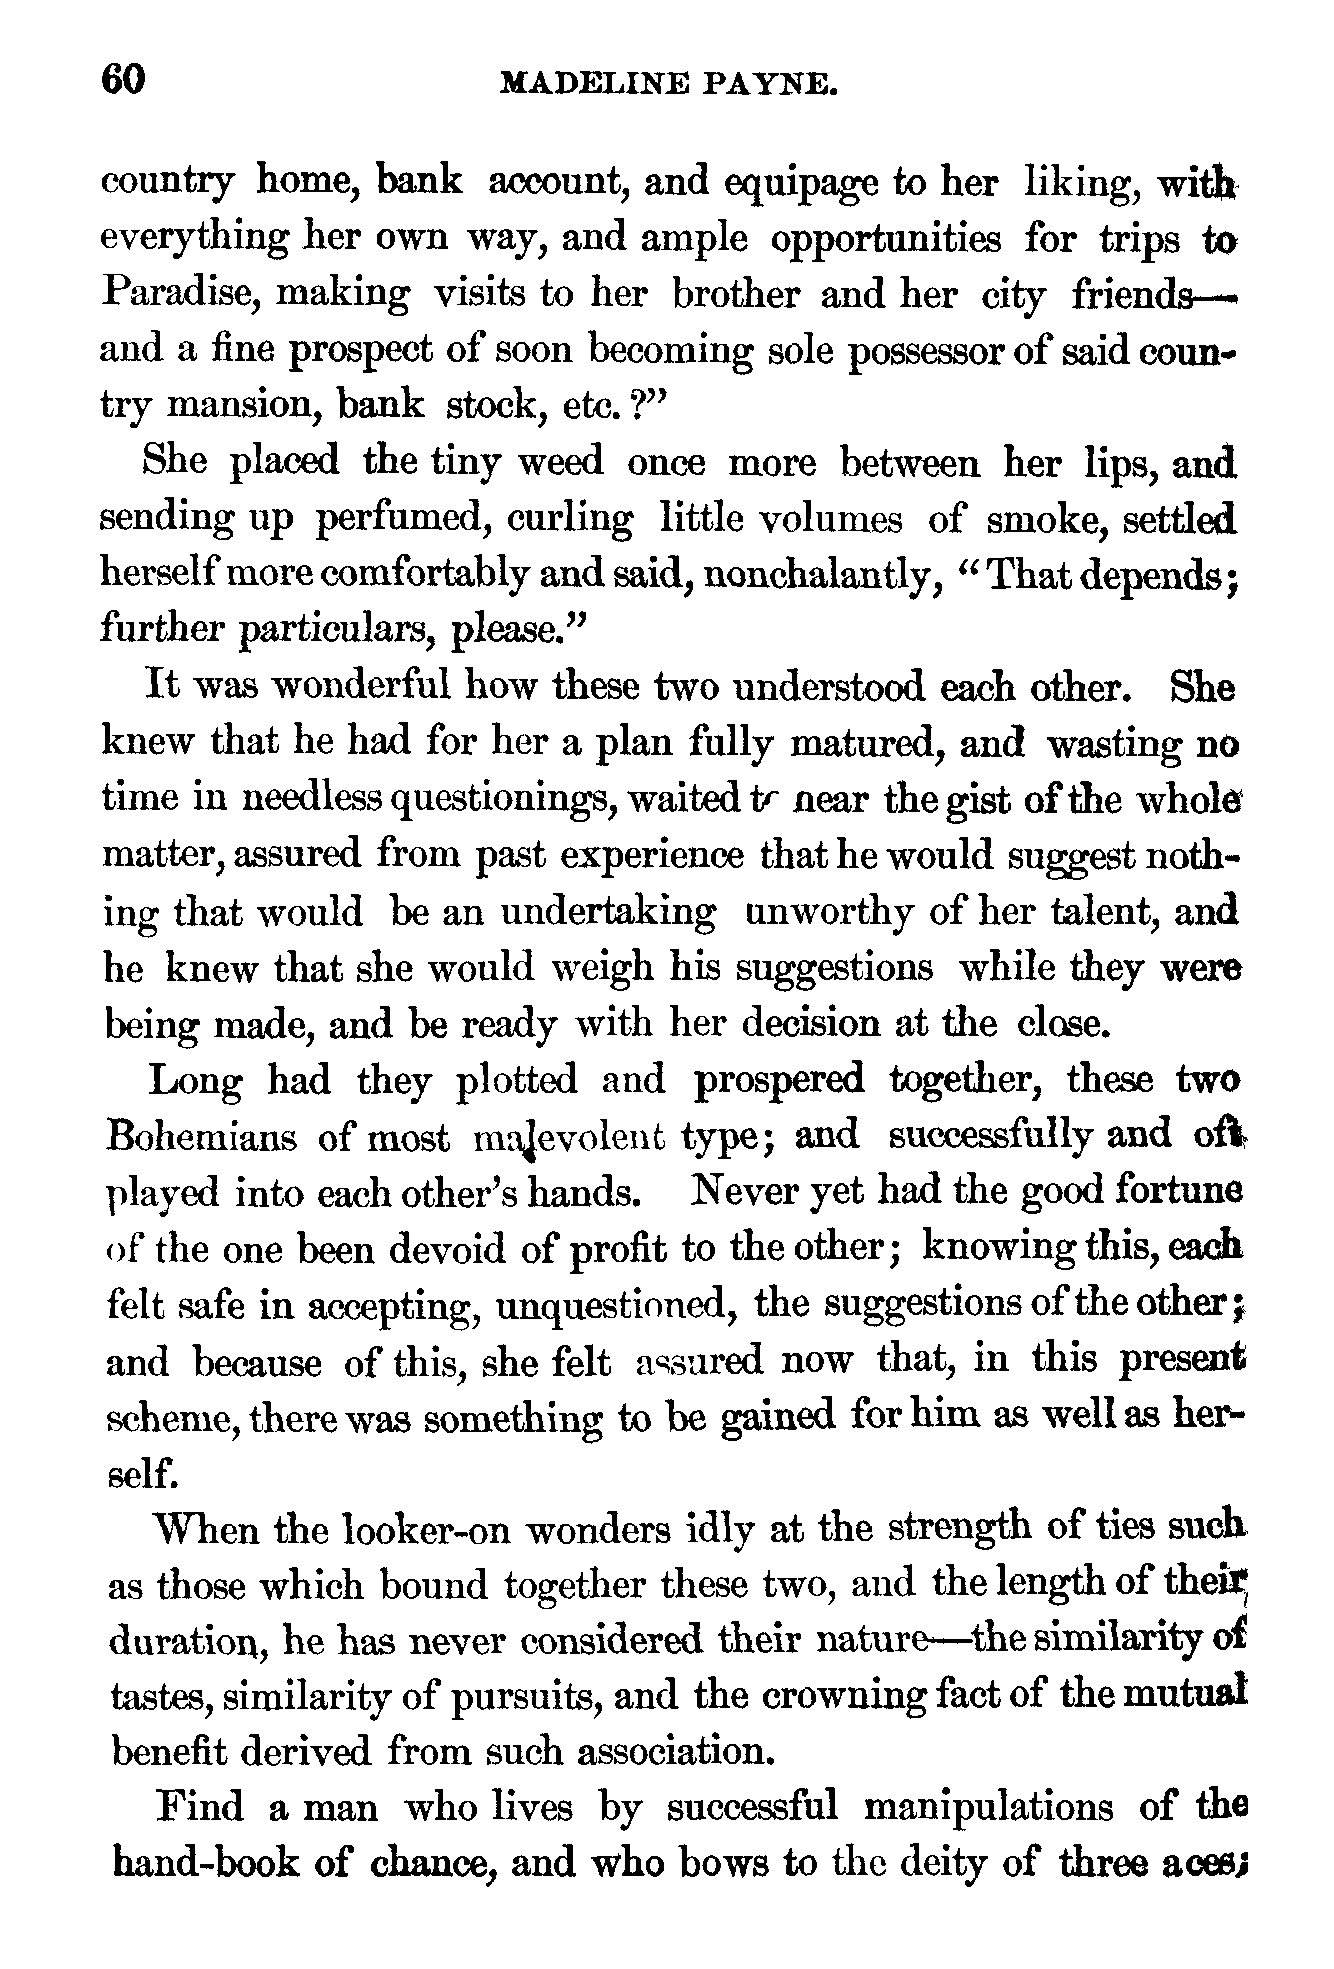 60 MADELINE PAYNE.
country home, bank account, and equipage to her liking, with
everything her own way, and ample opportunities for trips to
Paradise, making visits to her brother and her city friends—
and a fine prospect of soon becoming sole possessor of said coun-
try mansion, bank stock, etc. ?”
She placed the tiny weed once more between her lips, and
sending up perfumed, curling little volumes of smoke, settled
herself more comfortably and said, nonchalantly, “That depends;
further particulars, please.”
It was wonderful how these two understood each other. She
knew that he had for her a plan fully matured, and wasting no
time in needless questionings, waited the gist of the whole
matter, assured from past experience that he would suggest noth-
ing that would be an undertaking unworthy of her talent, and
he knew that she would weigh his suggestions while they were
being made, and be ready with her decision at the close.
Long had they plotted and prospered together, these two
Bohemians of most malevolent type; and successfully and oft
played into each other’s hands. Never yet had the good fortune
of the one been devoid of profit to the other; knowing this, each
felt safe in accepting, unquestioned, the suggestions of the other;
and because of this, she felt assured now that, in this present
scheme, there was something to be gained for him as well as her-
self.
When the looker-on wonders idly at the strength of ties such
as those which bound together these two, and the length of their
duration, he has never considered their nature—the similarity of
tastes, similarity of pursuits, and the crowning fact of the mutual
benefit derived from such association.
Find a man who lives by successful manipulations of the
hand-book of chance, and who bows to the deity of three aces;